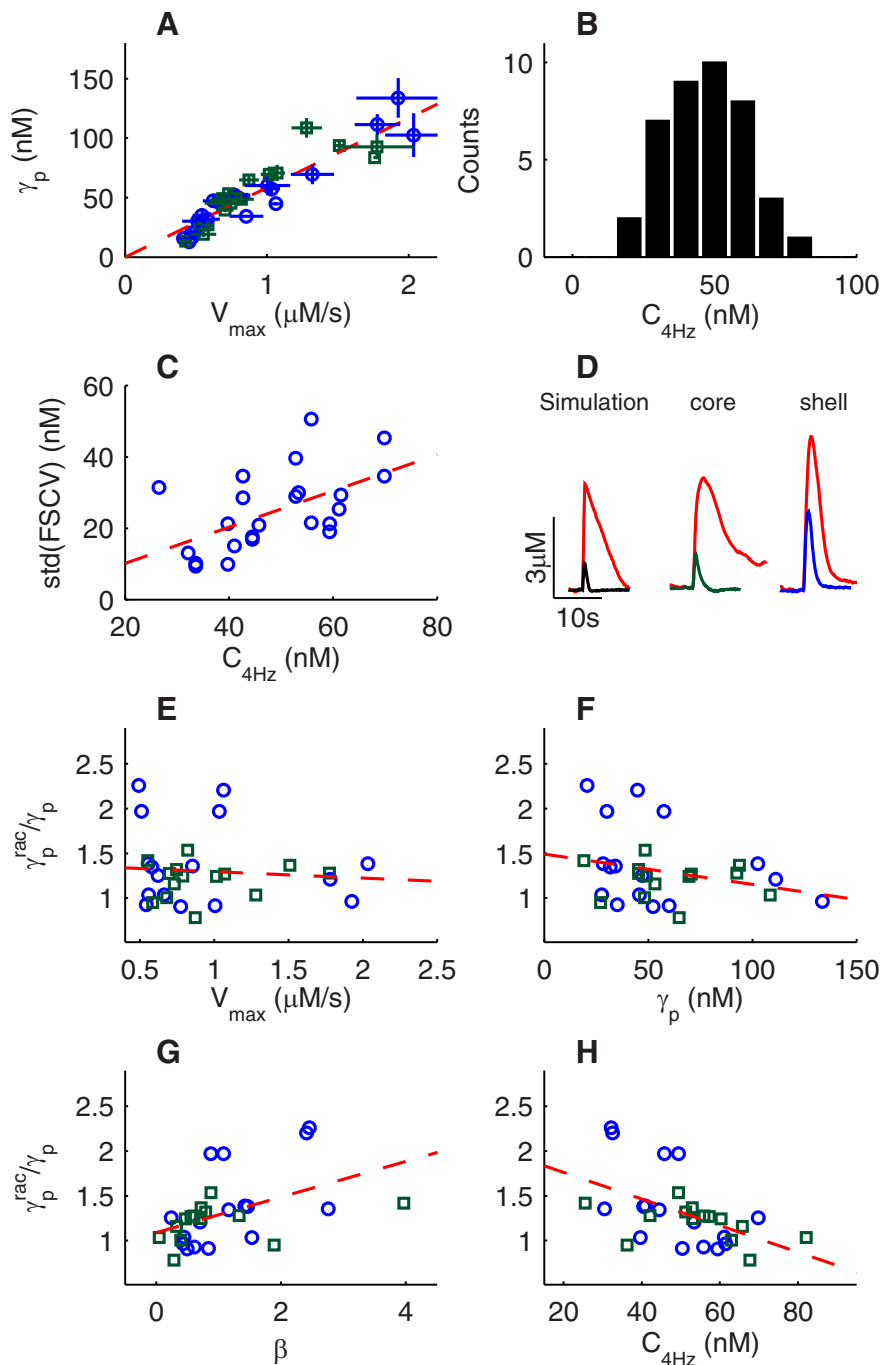 A
γp (nM)
150
100
50
0
0
1
2
Vmax (μM/s)
B
Counts
10
5
0
0
50
100
C4Hz (nM)
C
std(FSCV) (nM)
60
40
20
0
20
40
60
80
C4Hz (nM)
D
Simulation
core
shell
3μM
10s
E
γp^rac/γp
2.5
2
1.5
1
0.5
1
1.5
2
2.5
Vmax (μM/s)
F
2.5
2
1.5
1
0
50
100
150
γp (nM)
G
γp^rac/γp
2.5
2
1.5
1
0
2
4
β
H
2.5
2
1.5
1
20
40
60
80
C4Hz (nM)